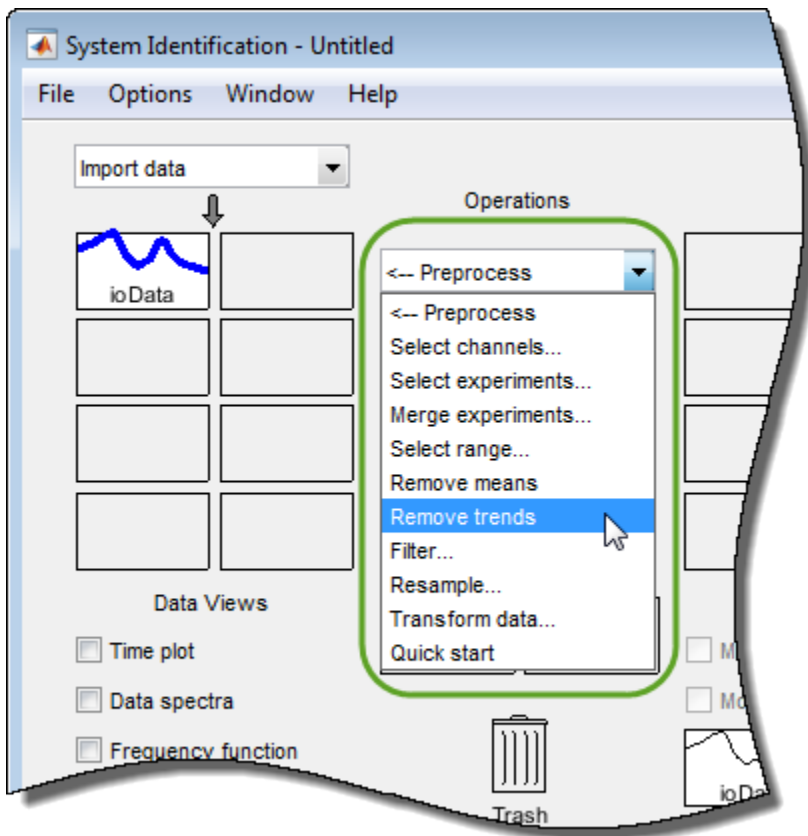 System Identification - Untitled
File Options Window Help
Import data
Operations
ioData
<-- Preprocess
<-- Preprocess
Select channels...
Select experiments...
Merge experiments...
Select range...
Remove means
Remove trends
Filter...
Resample...
Transform data...
Quick start
Data Views
Time plot
Data spectra
Frequency function
Trash